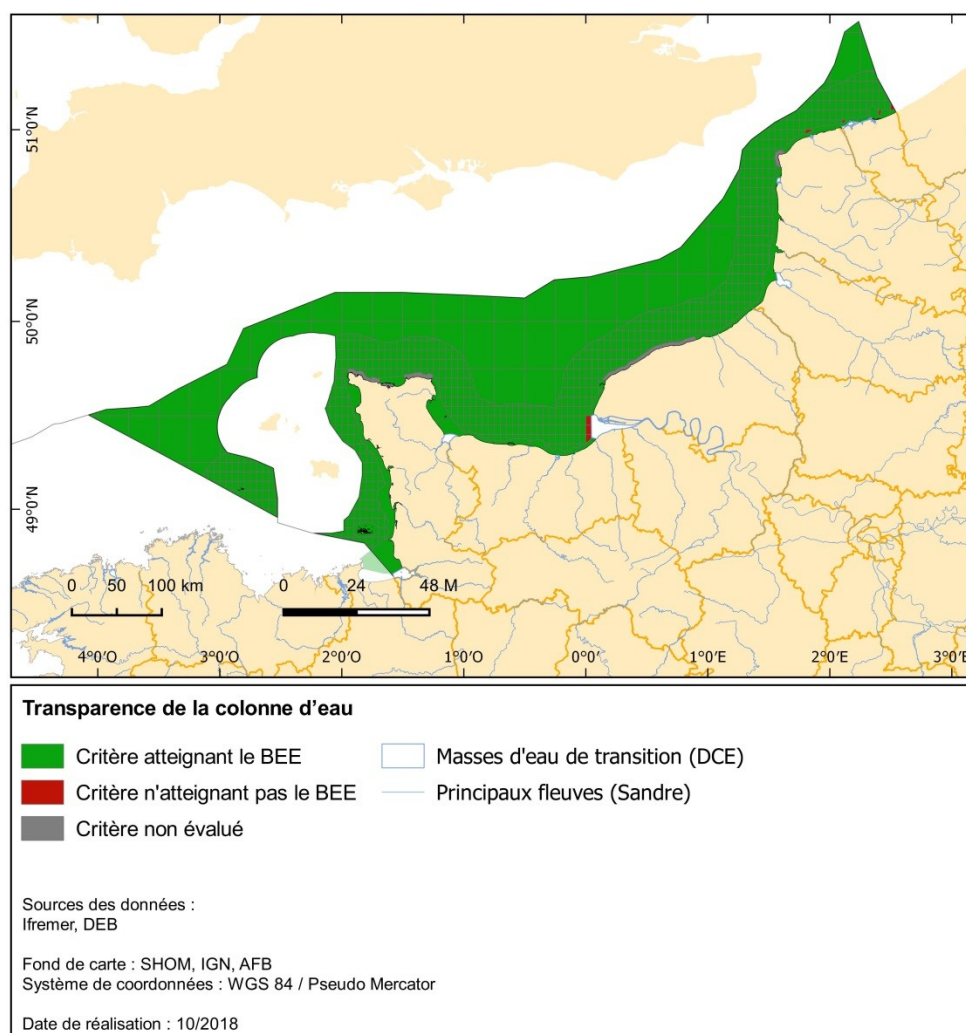 51°0'N
50°0'N
49°0'N
0 50 100 km
0 24 48 M
4°0'O 3°0'O 2°0'O 1°0'O 0°0'E 1°0'E 2°0'E 3°0'E
Transparence de la colonne d'eau
Critère atteignant le BEE
Critère n'atteignant pas le BEE
Critère non évalué
Masses d'eau de transition (DCE)
Principaux fleuves (Sandre)
Sources des données :
Ifremer, DEB
Fond de carte : SHOM, IGN, AFB
Système de coordonnées : WGS 84 / Pseudo Mercator
Date de réalisation : 10/2018